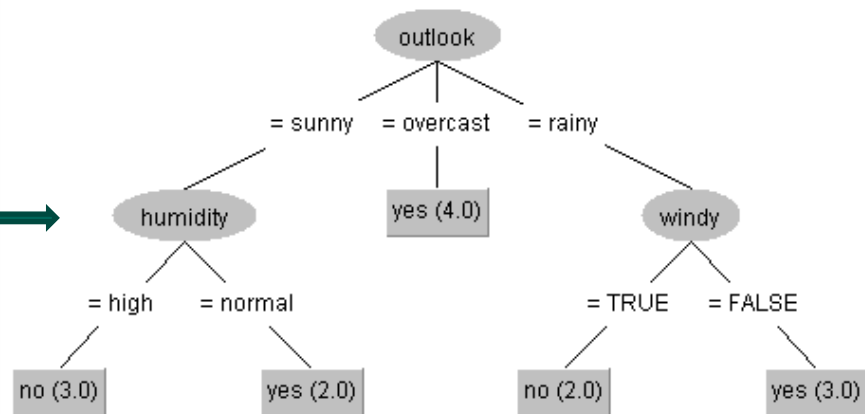 outlook
= sunny = overcast = rainy
humidity yes (4.0) windy
= high = normal = TRUE = FALSE
no (3.0) yes (2.0) no (2.0) yes (3.0)